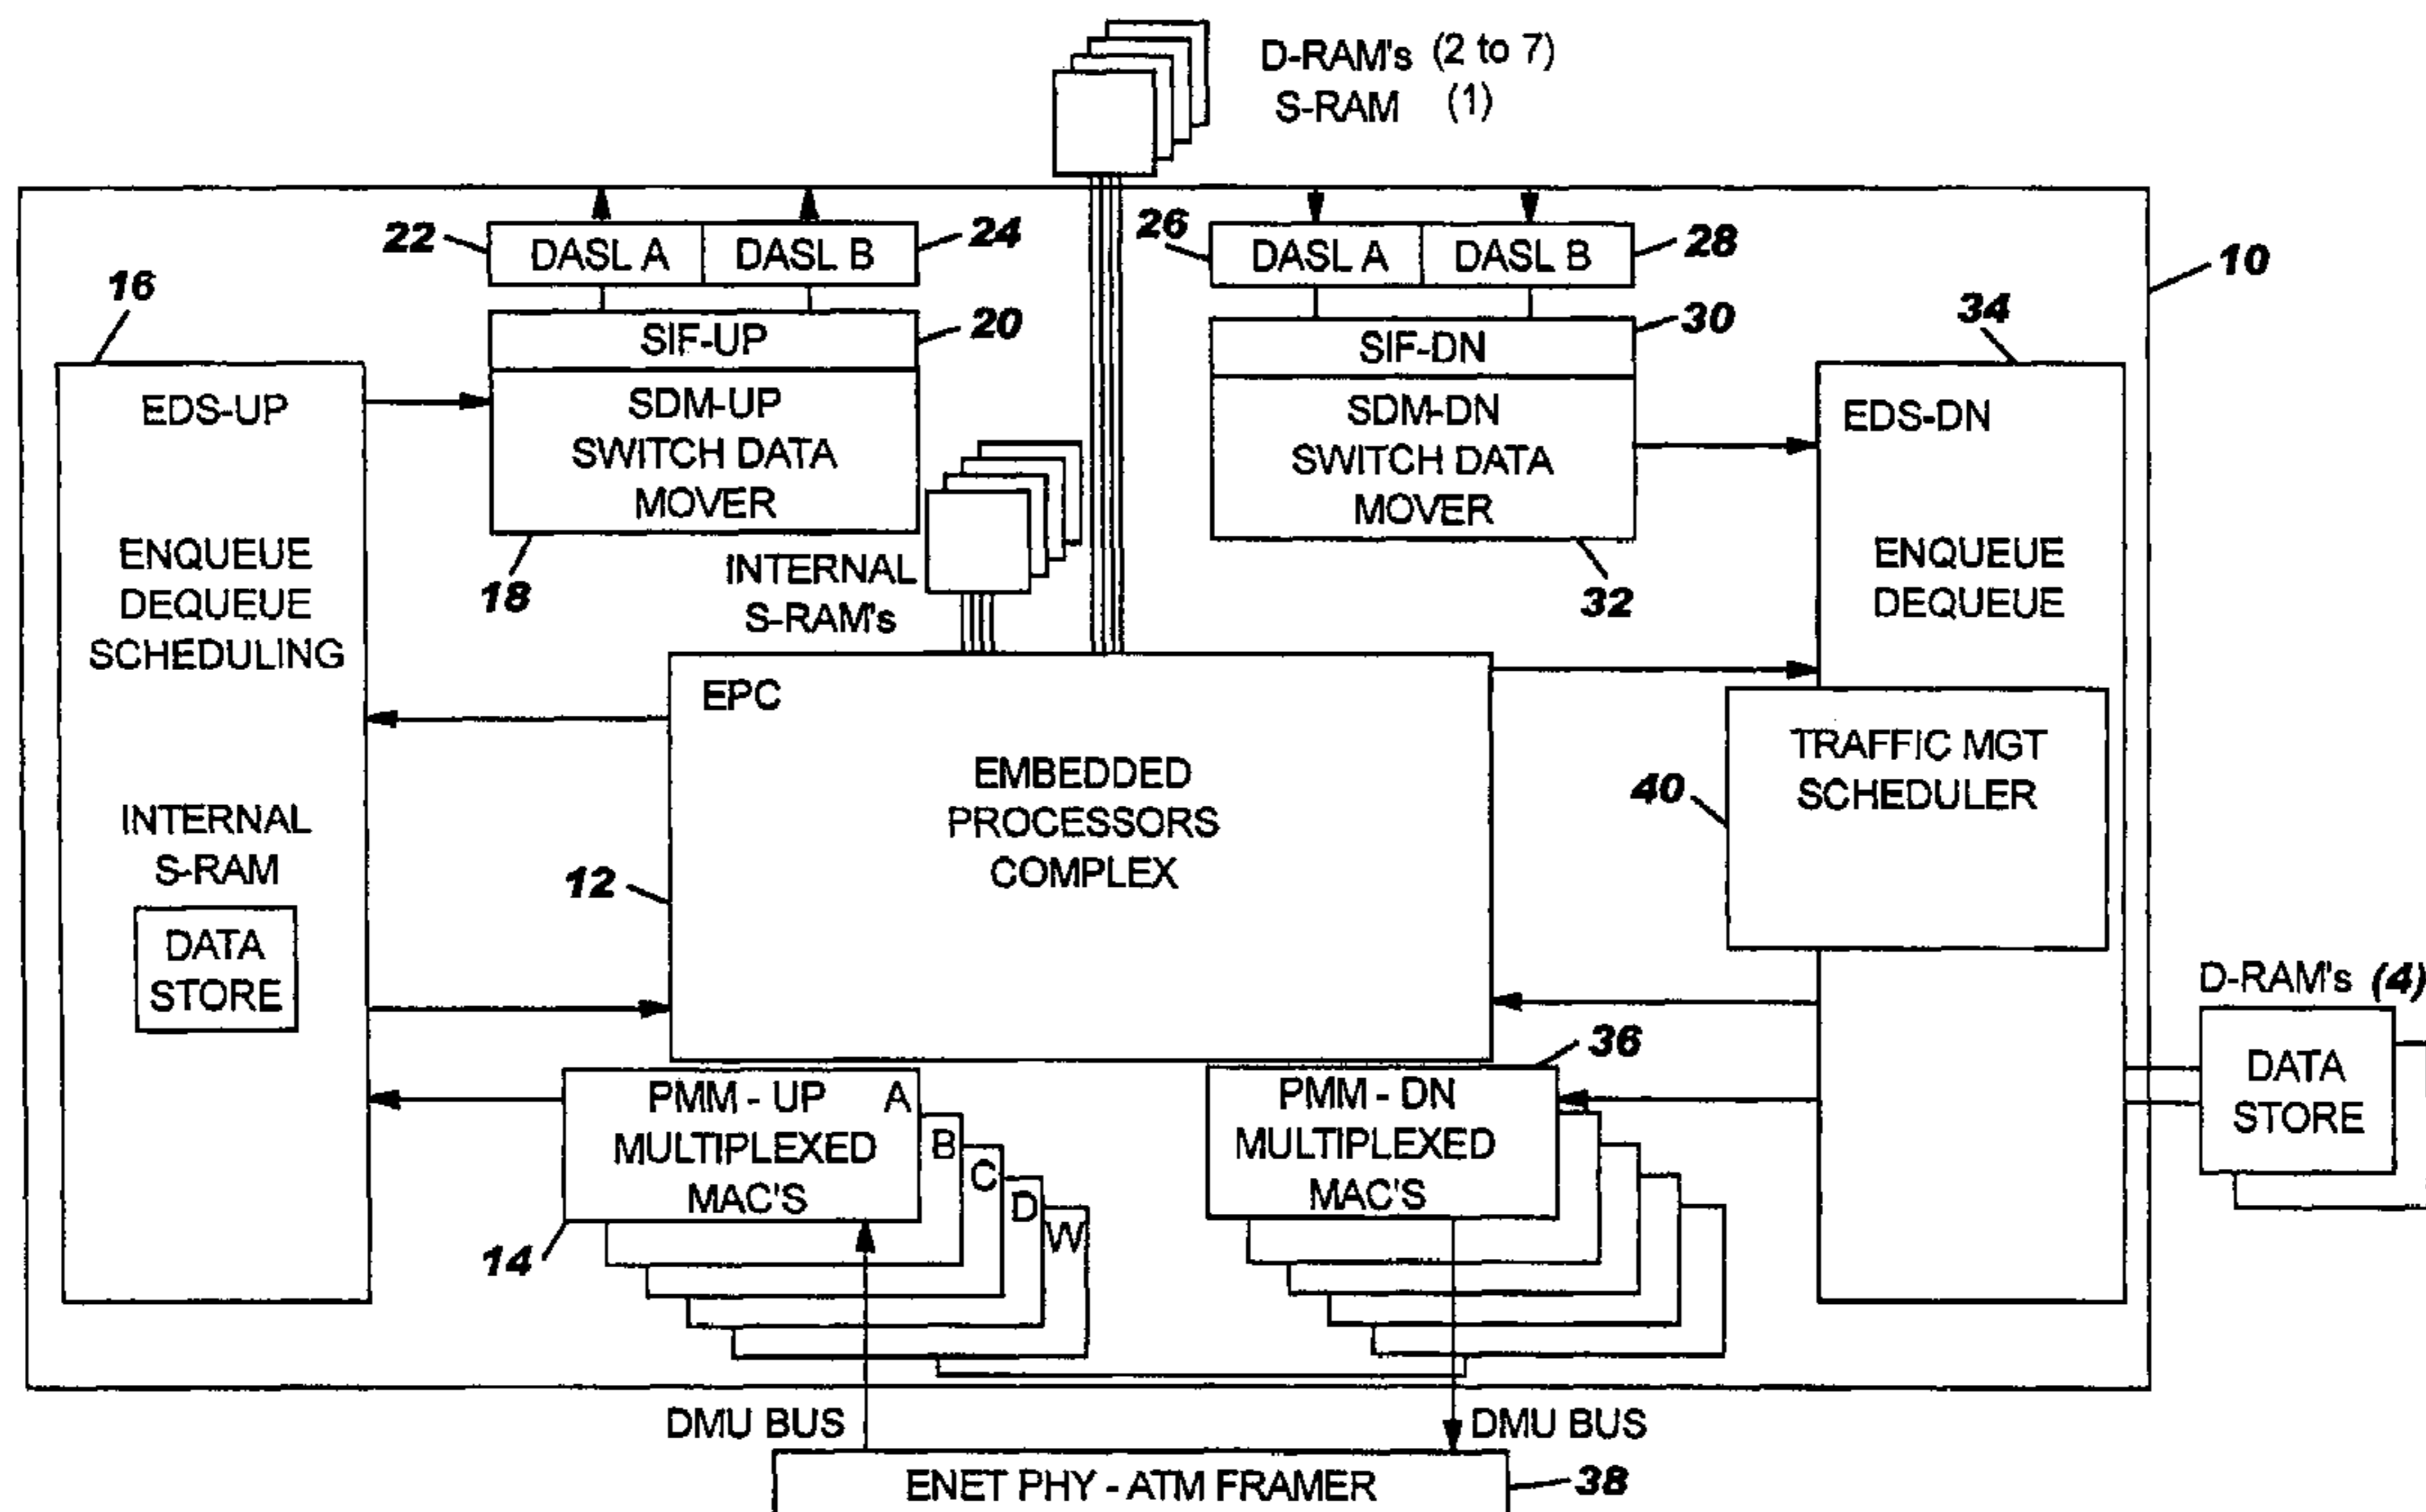 D-RAM's (2 to 7)
S-RAM (1)
22
DASL A
DASL B
24
26
DASL A
DASL B
28
10
16
SIF-UP
20
SIF-DN
30
34
EDS-UP
SDM-UP
SWITCH DATA
MOVER
18
SDM-DN
SWITCH DATA
MOVER
32
EDS-DN
ENQUEUE
DEQUEUE
SCHEDULING
INTERNAL
S-RAM's
ENQUEUE
DEQUEUE
EPC
EMBEDDED
PROCESSORS
COMPLEX
12
TRAFFIC MGT
SCHEDULER
40
INTERNAL
S-RAM
DATA
STORE
D-RAM's (4)
DATA
STORE
36
PMM - UP A
MULTIPLEXED
MAC'S
B
C
D
W
14
PMM - DN
MULTIPLEXED
MAC'S
DMU BUS
DMU BUS
ENET PHY - ATM FRAMER
38